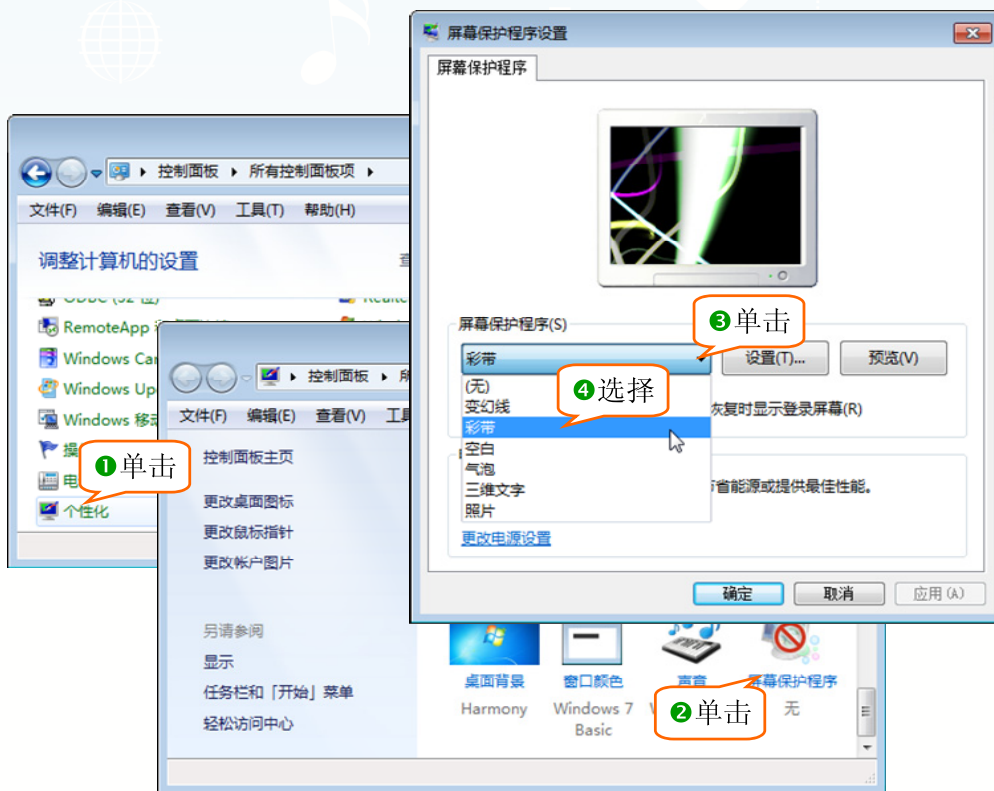 屏幕保护程序设置
屏幕保护程序
屏幕保护程序(S)
❸单击
彩带
设置(T)...
预览(V)
(无)
变幻线
彩带
空白
气泡
三维文字
照片
❹选择
恢复时显示登录屏幕(R)
省能源或提供最佳性能。
更改电源设置
确定
取消
应用(A)
控制面板
所有控制面板项
文件(F) 编辑(E) 查看(V) 工具(T) 帮助(H)
调整计算机的设置
RemoteApp
Windows Car
Windows Up
Windows 移动
❶单击
个性化
控制面板
文件(F) 编辑(E) 查看(V) 工具
控制面板主页
更改桌面图标
更改鼠标指针
更改帐户图片
另请参阅
显示
任务栏和「开始」菜单
轻松访问中心
桌面背景 窗口颜色 声音 屏幕保护程序
Harmony Windows 7 Basic 无
❷单击